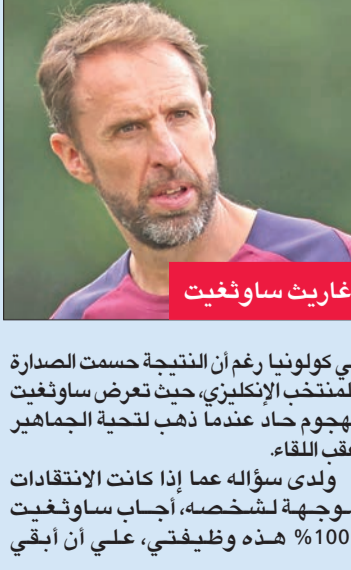 غاريث ساوثغيت
ي كولونيا رغم أن النتيجة حسمت الصدارة
لمنتخب الإنكليزي، حيث تعرض ساوثغيت
هجوم حاد عندما ذهب لتحية الجماهير
عقب اللقاء.
ولدى سؤاله عما إذا كانت الانتقادات
ـوجهة لشخصه، أجاب ساوثغيت
100% هذه وظيفتي، علي أن أبقي